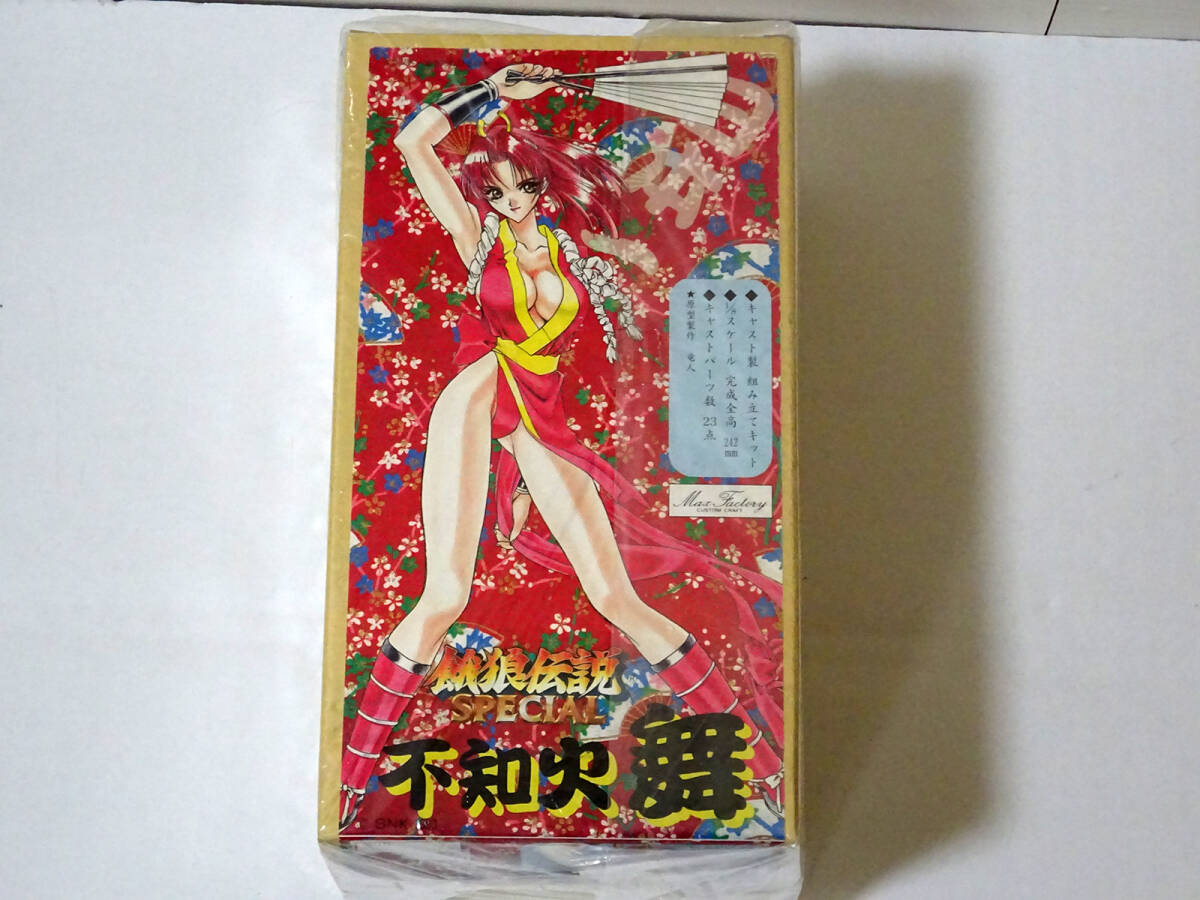 ◆キャスト製 組み立てキット
◆1/8スケール 完成全高 242mm
◆キャストパーツ数 23点
★原型製作 竜人
Max Factory
CUSTOM CRAFT
餓狼伝説
SPECIAL
不知火 舞
SNK